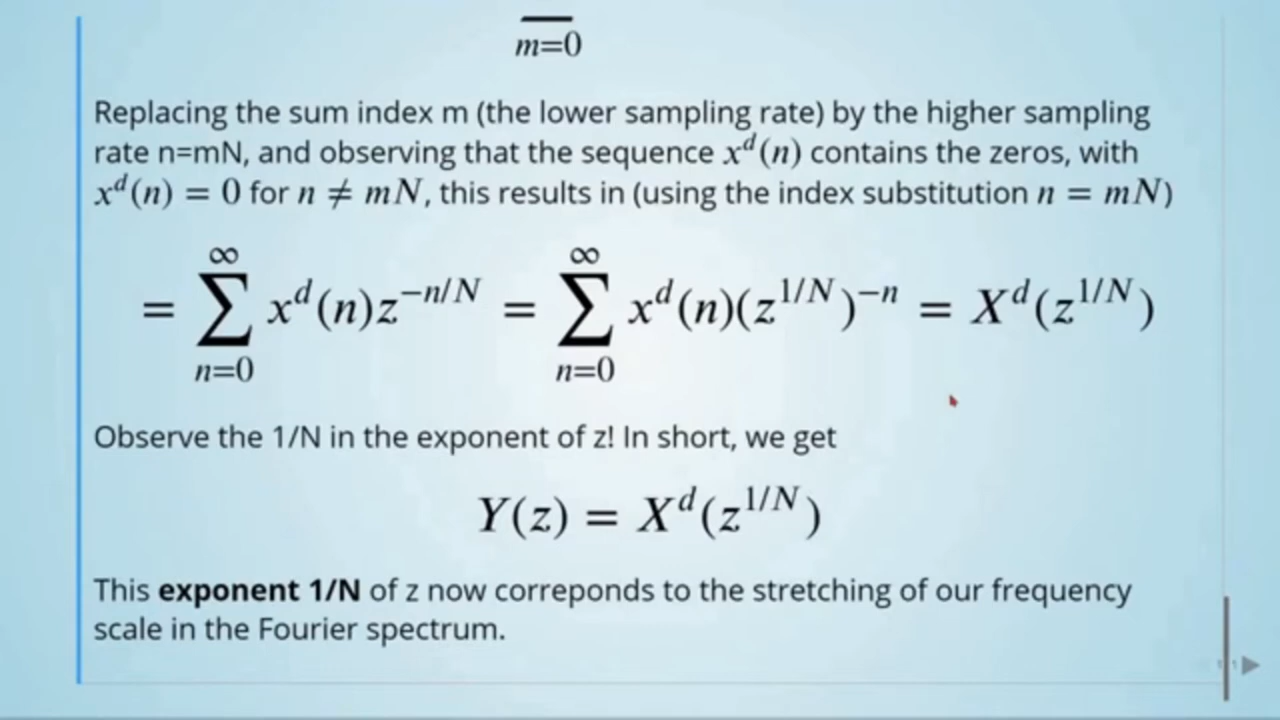 m=0
Replacing the sum index m (the lower sampling rate) by the higher sampling
rate n=mN, and observing that the sequence x^d(n) contains the zeros, with
x^d(n) = 0 for n ≠ mN, this results in (using the index substitution n = mN)
= ∑_{n=0}^{∞} x^d(n)z^{−n/N} = ∑_{n=0}^{∞} x^d(n)(z^{1/N})^{−n} = X^d(z^{1/N})
Observe the 1/N in the exponent of z! In short, we get
Y(z) = X^d(z^{1/N})
This exponent 1/N of z now correponds to the stretching of our frequency
scale in the Fourier spectrum.